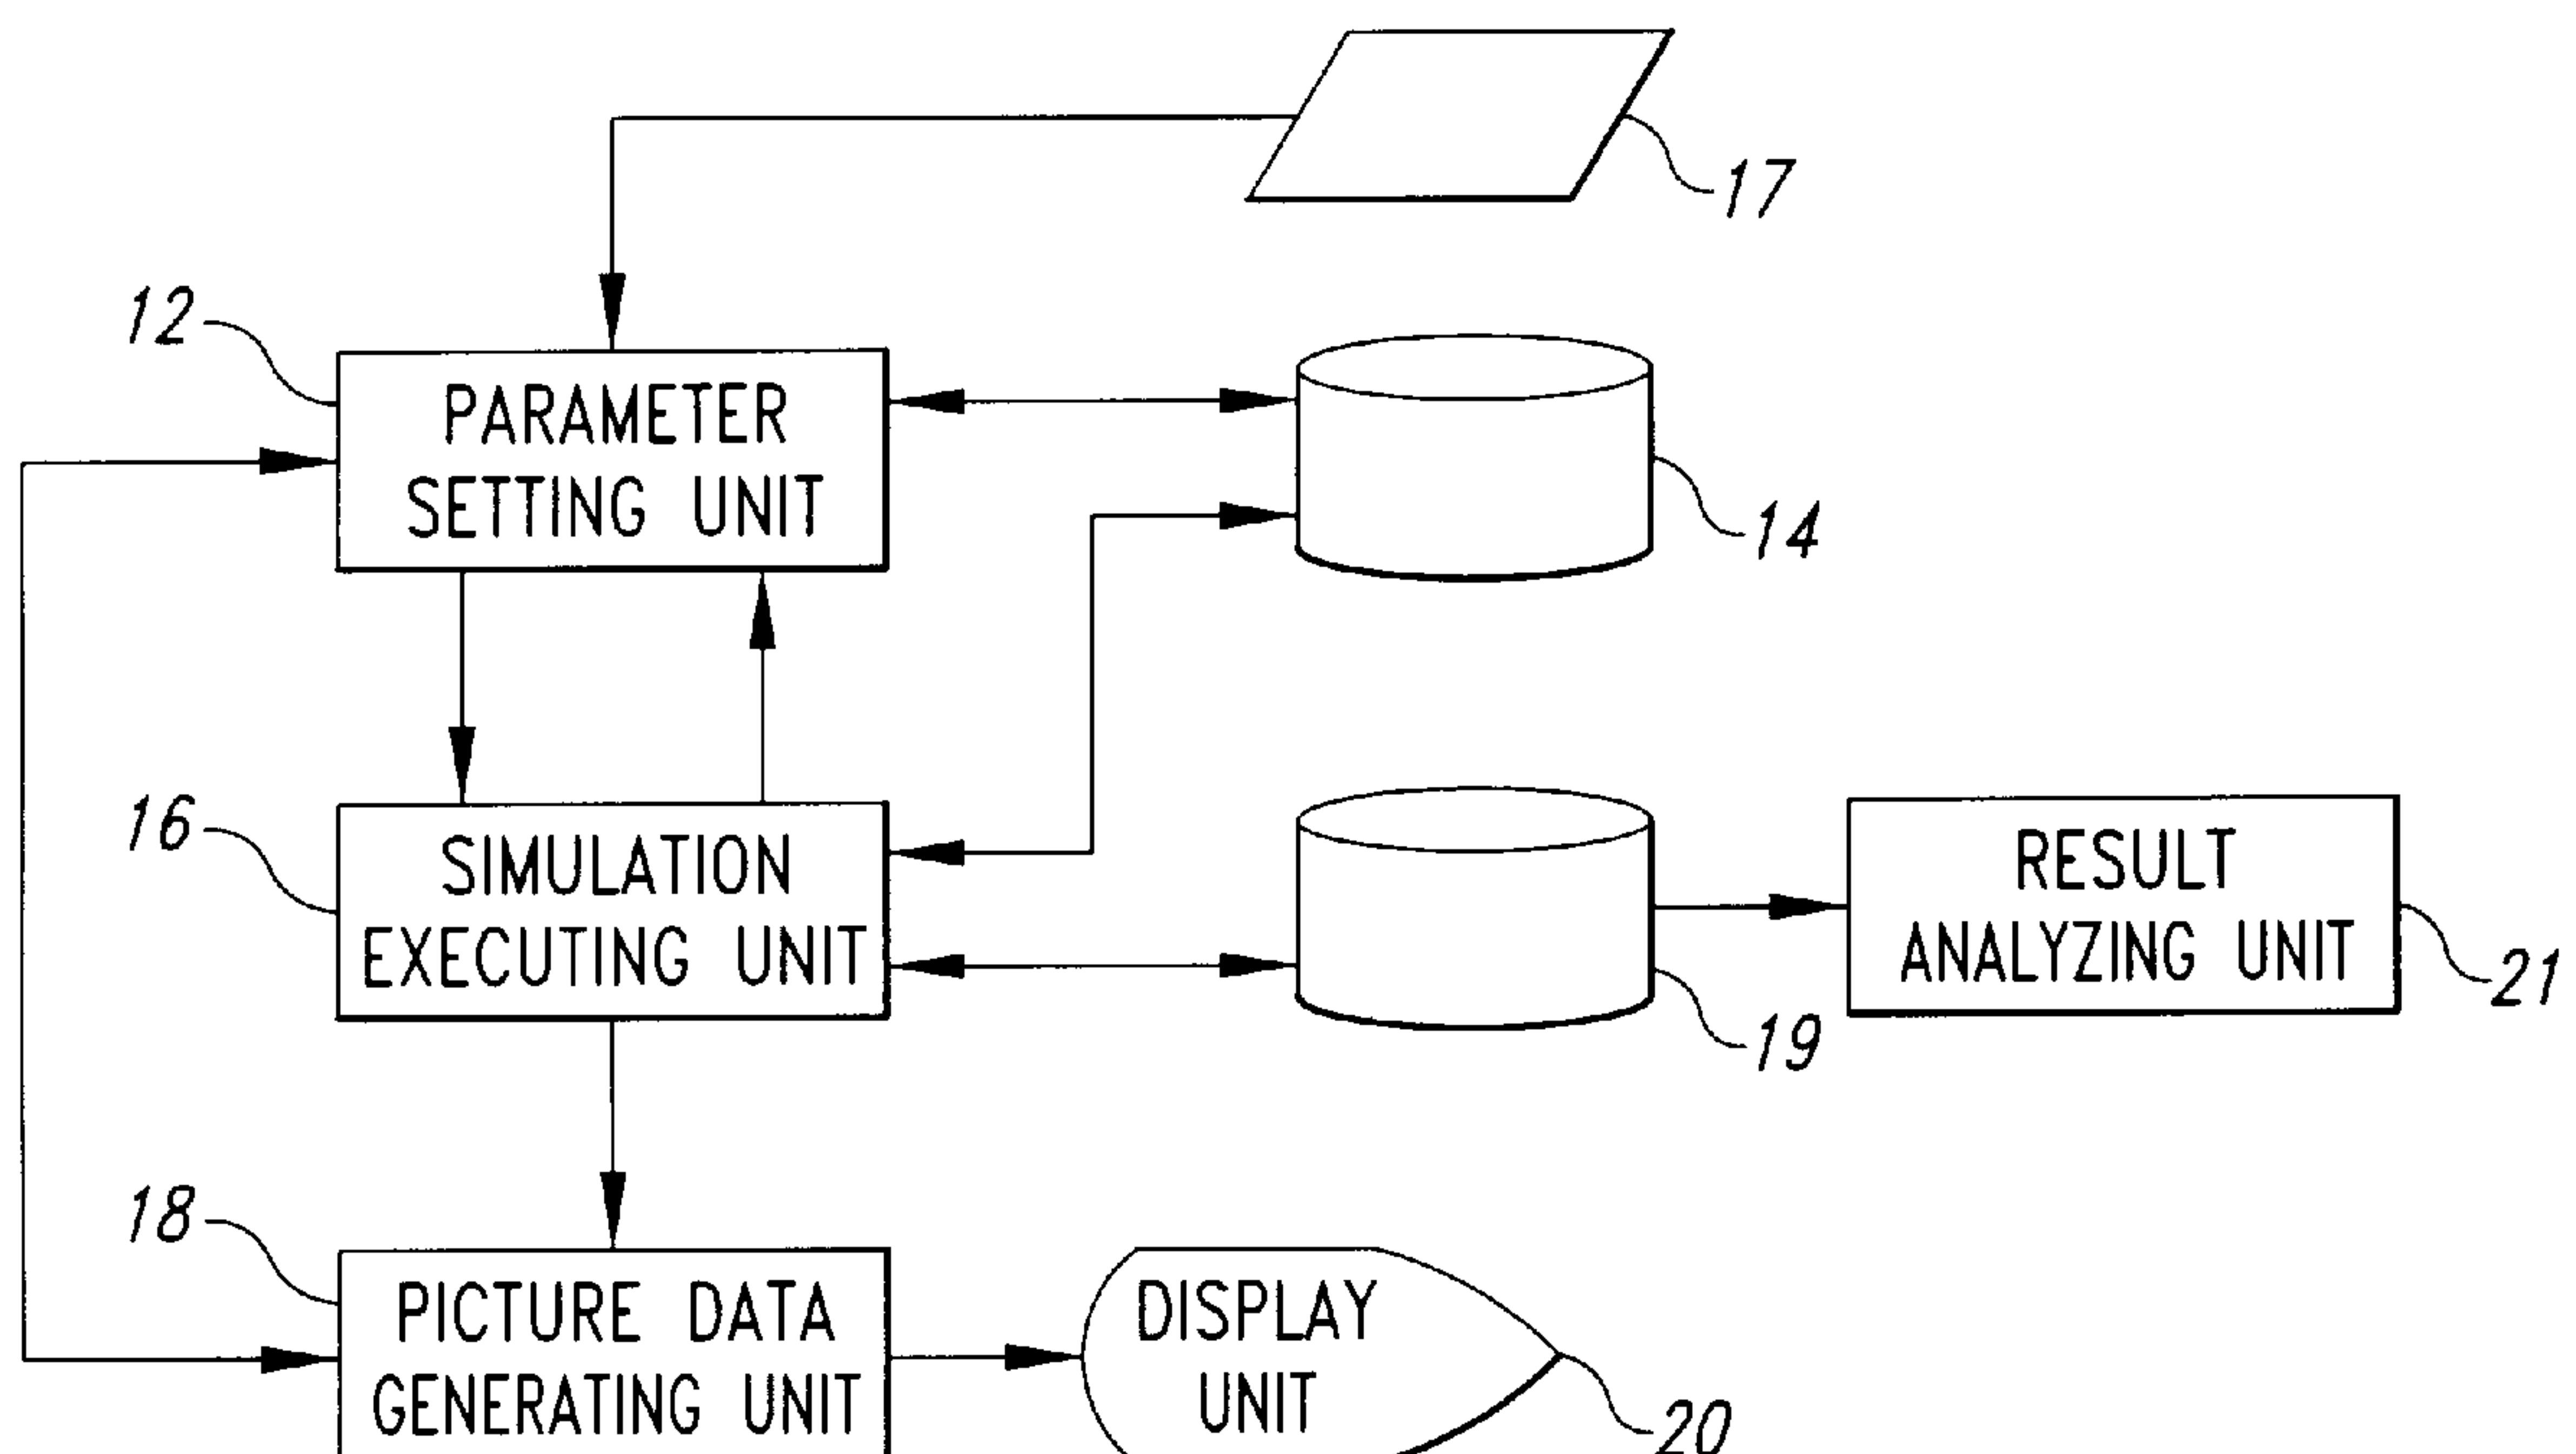 17
12
PARAMETER
SETTING UNIT
14
16
SIMULATION
EXECUTING UNIT
RESULT
ANALYZING UNIT
21
19
18
PICTURE DATA
GENERATING UNIT
DISPLAY
UNIT
20